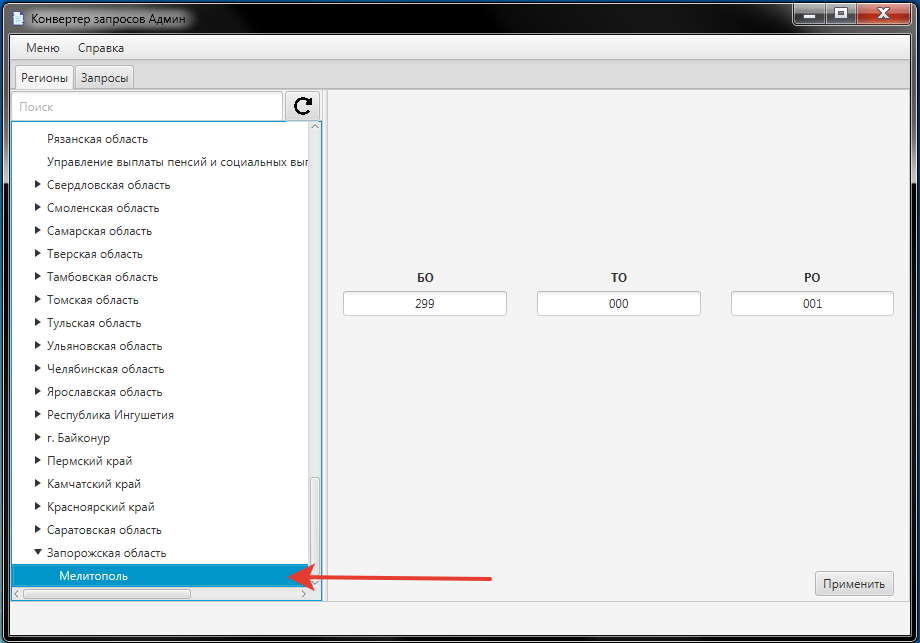 Конвертер запросов Админ
Меню Справка
Регионы Запросы
Поиск
Рязанская область
Управление выплаты пенсий и социальных вып
Свердловская область
Смоленская область
Самарская область
Тверская область
Тамбовская область
Томская область
Тульская область
Ульяновская область
Челябинская область
Ярославская область
Республика Ингушетия
г. Байконур
Пермский край
Камчатский край
Красноярский край
Саратовская область
Запорожская область
Мелитополь
БО ТО РО
299 000 001
Применить